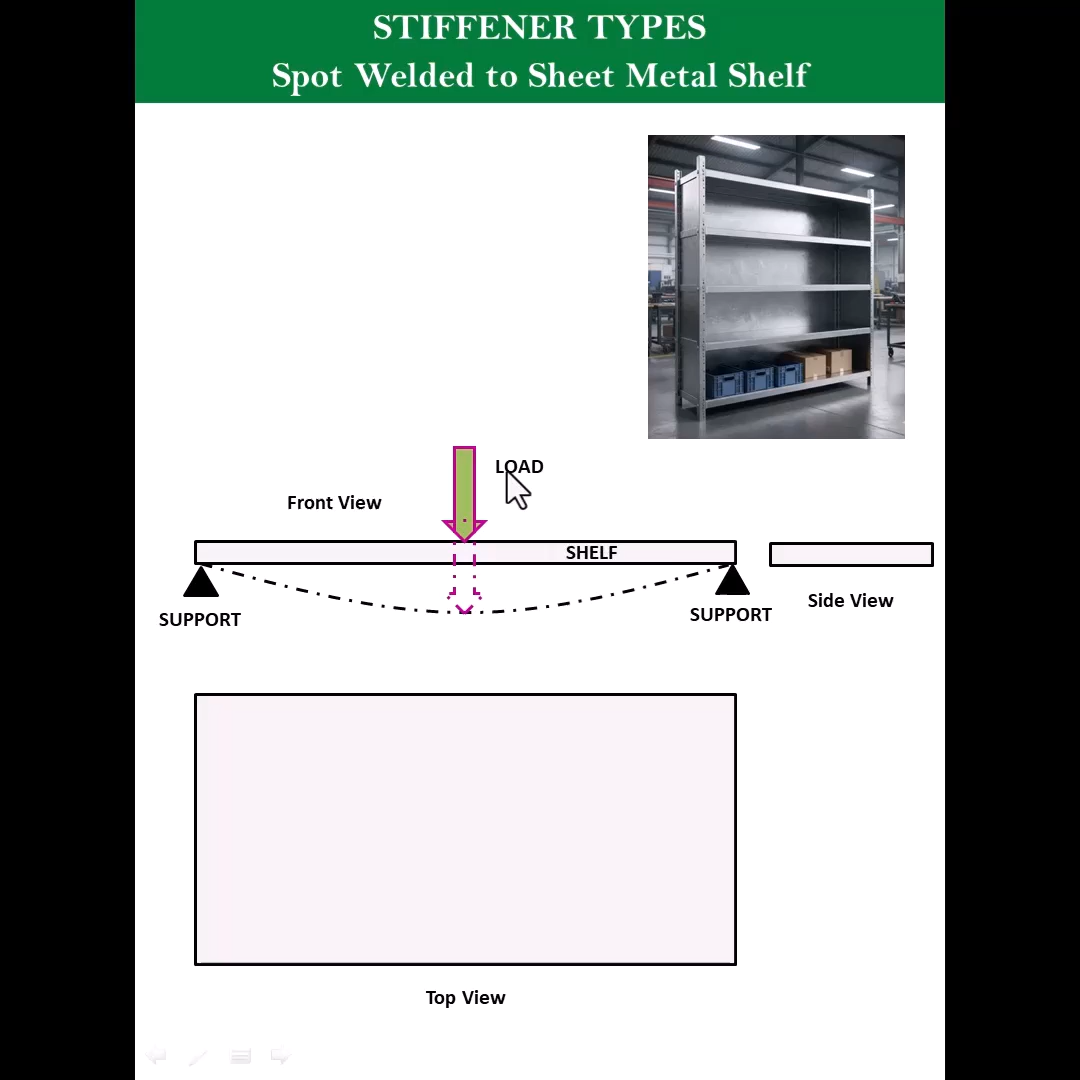 STIFFENER TYPES
Spot Welded to Sheet Metal Shelf
LOAD
Front View
SHELF
SUPPORT
SUPPORT
Side View
Top View